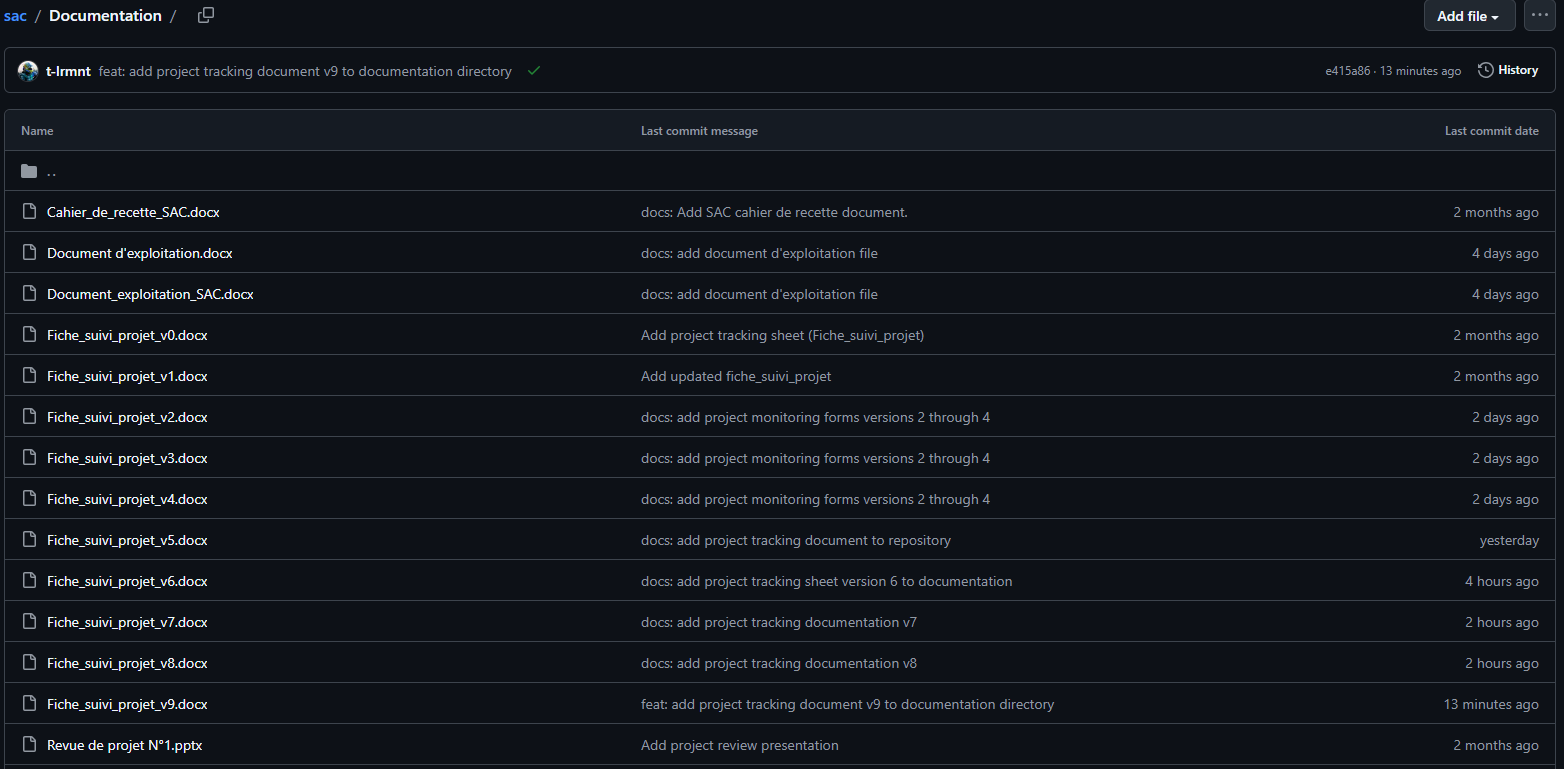 sac / Documentation /
Add file
t-lrmnt feat: add project tracking document v9 to documentation directory
e415a86 · 13 minutes ago
History
Name Last commit message Last commit date
..
Cahier_de_recette_SAC.docx docs: Add SAC cahier de recette document. 2 months ago
Document d'exploitation.docx docs: add document d'exploitation file 4 days ago
Document_exploitation_SAC.docx docs: add document d'exploitation file 4 days ago
Fiche_suivi_projet_v0.docx Add project tracking sheet (Fiche_suivi_projet) 2 months ago
Fiche_suivi_projet_v1.docx Add updated fiche_suivi_projet 2 months ago
Fiche_suivi_projet_v2.docx docs: add project monitoring forms versions 2 through 4 2 days ago
Fiche_suivi_projet_v3.docx docs: add project monitoring forms versions 2 through 4 2 days ago
Fiche_suivi_projet_v4.docx docs: add project monitoring forms versions 2 through 4 2 days ago
Fiche_suivi_projet_v5.docx docs: add project tracking document to repository yesterday
Fiche_suivi_projet_v6.docx docs: add project tracking sheet version 6 to documentation 4 hours ago
Fiche_suivi_projet_v7.docx docs: add project tracking documentation v7 2 hours ago
Fiche_suivi_projet_v8.docx docs: add project tracking documentation v8 2 hours ago
Fiche_suivi_projet_v9.docx feat: add project tracking document v9 to documentation directory 13 minutes ago
Revue de projet N°1.pptx Add project review presentation 2 months ago